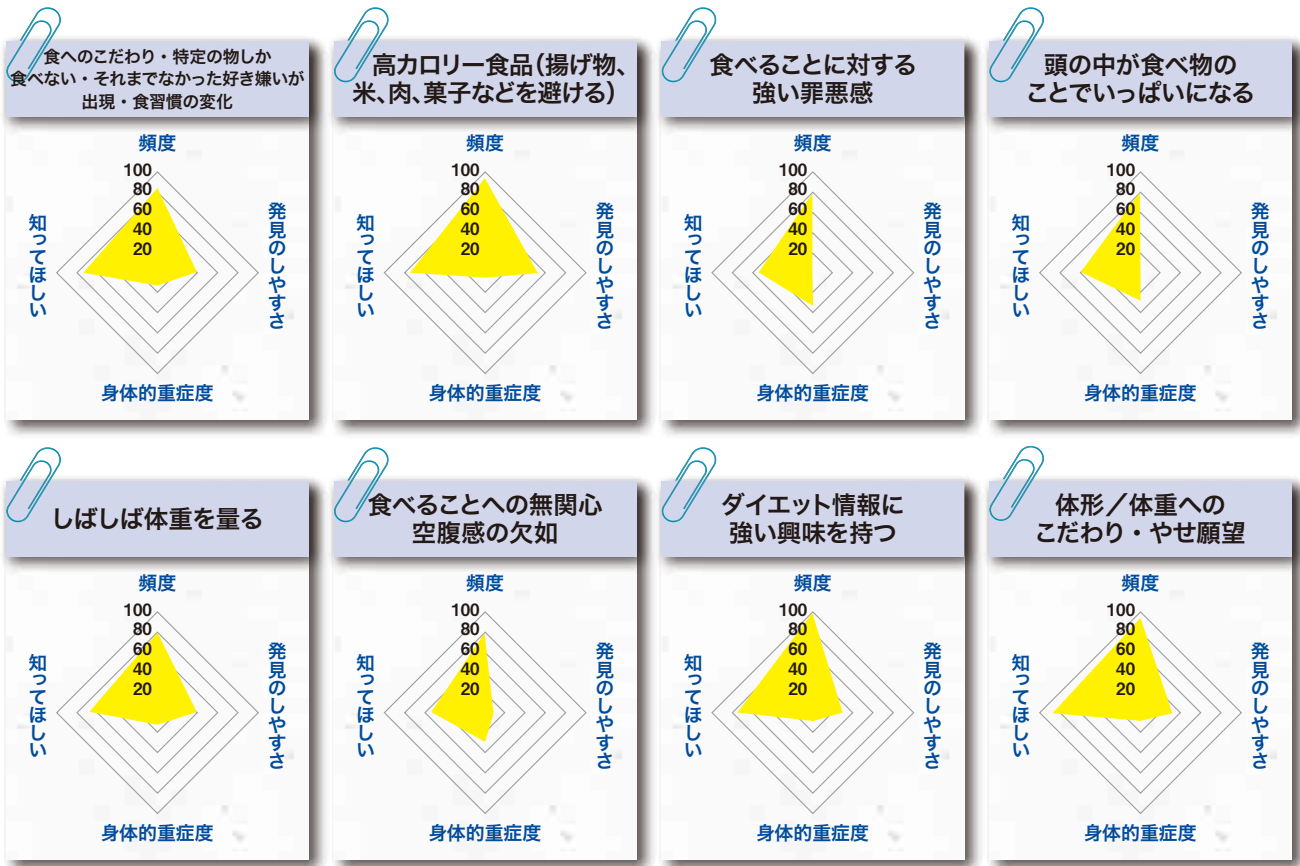 食へのこだわり・特定の物しか
食べない・それまでなかった好き嫌いが
出現・食習慣の変化
頻度
100
80
60
40
20
知ってほしい
発見のしやすさ
身体的重症度
高カロリー食品(揚げ物、
米、肉、菓子などを避ける)
頻度
100
80
60
40
20
知ってほしい
発見のしやすさ
身体的重症度
食べることに対する
強い罪悪感
頻度
100
80
60
40
20
知ってほしい
発見のしやすさ
身体的重症度
頭の中が食べ物の
ことでいっぱいになる
頻度
100
80
60
40
20
知ってほしい
発見のしやすさ
身体的重症度
しばしば体重を量る
頻度
100
80
60
40
20
知ってほしい
発見のしやすさ
身体的重症度
食べることへの無関心
空腹感の欠如
頻度
100
80
60
40
20
知ってほしい
発見のしやすさ
身体的重症度
ダイエット情報に
強い興味を持つ
頻度
100
80
60
40
20
知ってほしい
発見のしやすさ
身体的重症度
体形／体重への
こだわり・やせ願望
頻度
100
80
60
40
20
知ってほしい
発見のしやすさ
身体的重症度